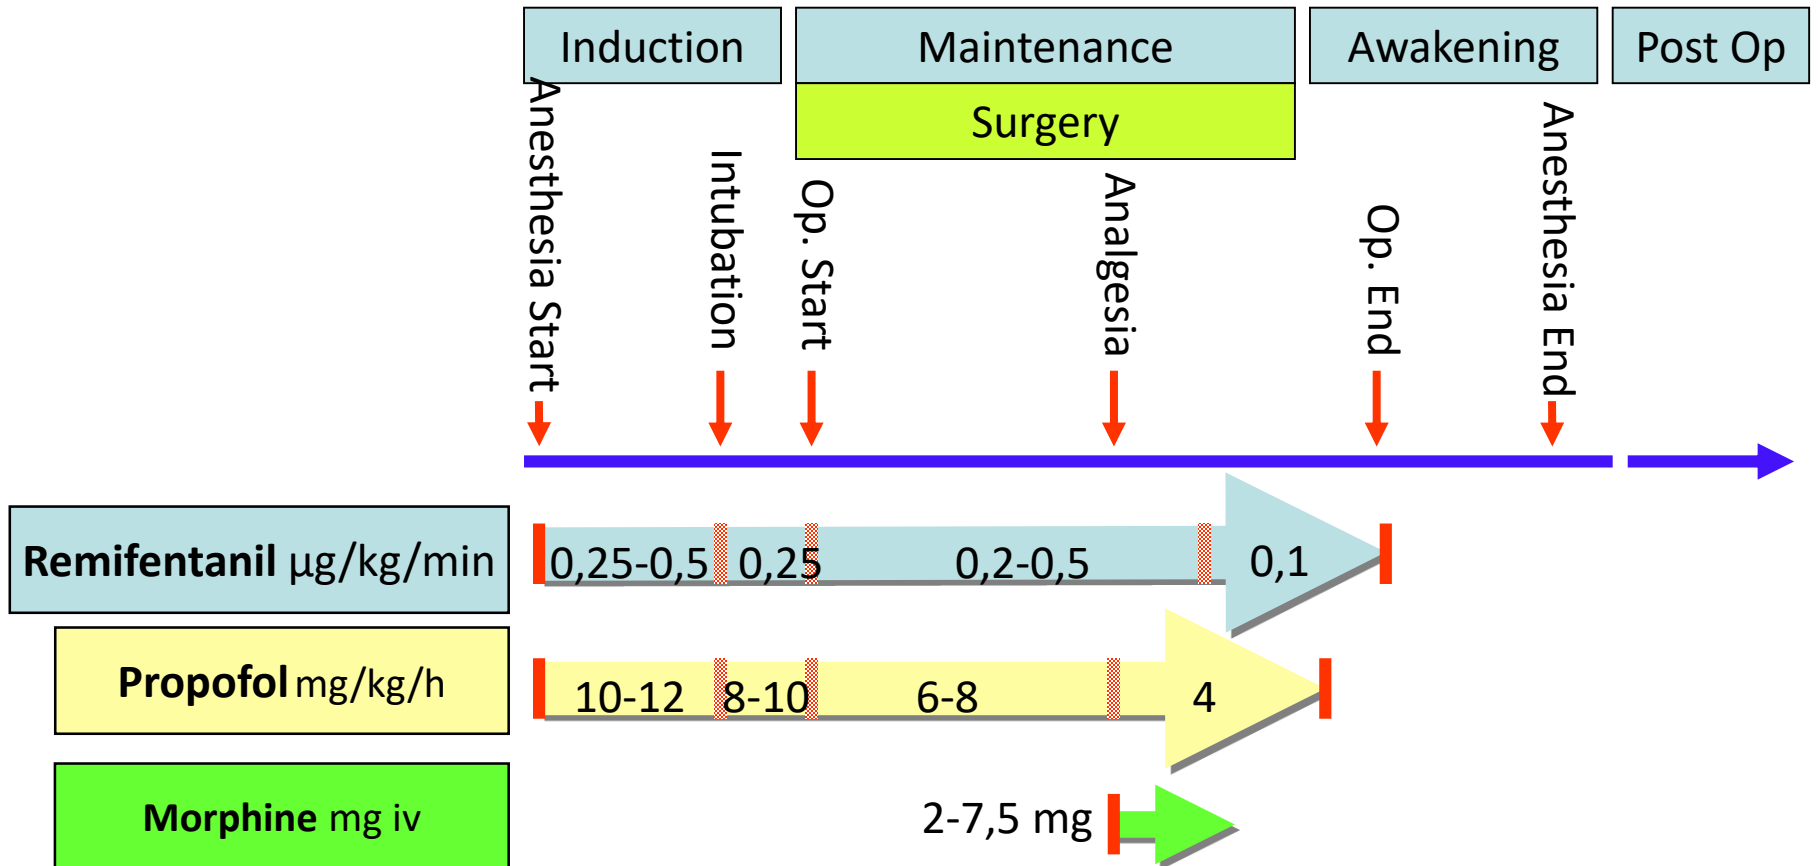 Induction
Maintenance
Awakening
Post Op
Surgery
Anesthesia Start
Intubation
Op. Start
Analgesia
Op. End
Anesthesia End
Remifentanil µg/kg/min
0,25-0,5
0,25
0,2-0,5
0,1
Propofol mg/kg/h
10-12
8-10
6-8
4
Morphine mg iv
2-7,5 mg